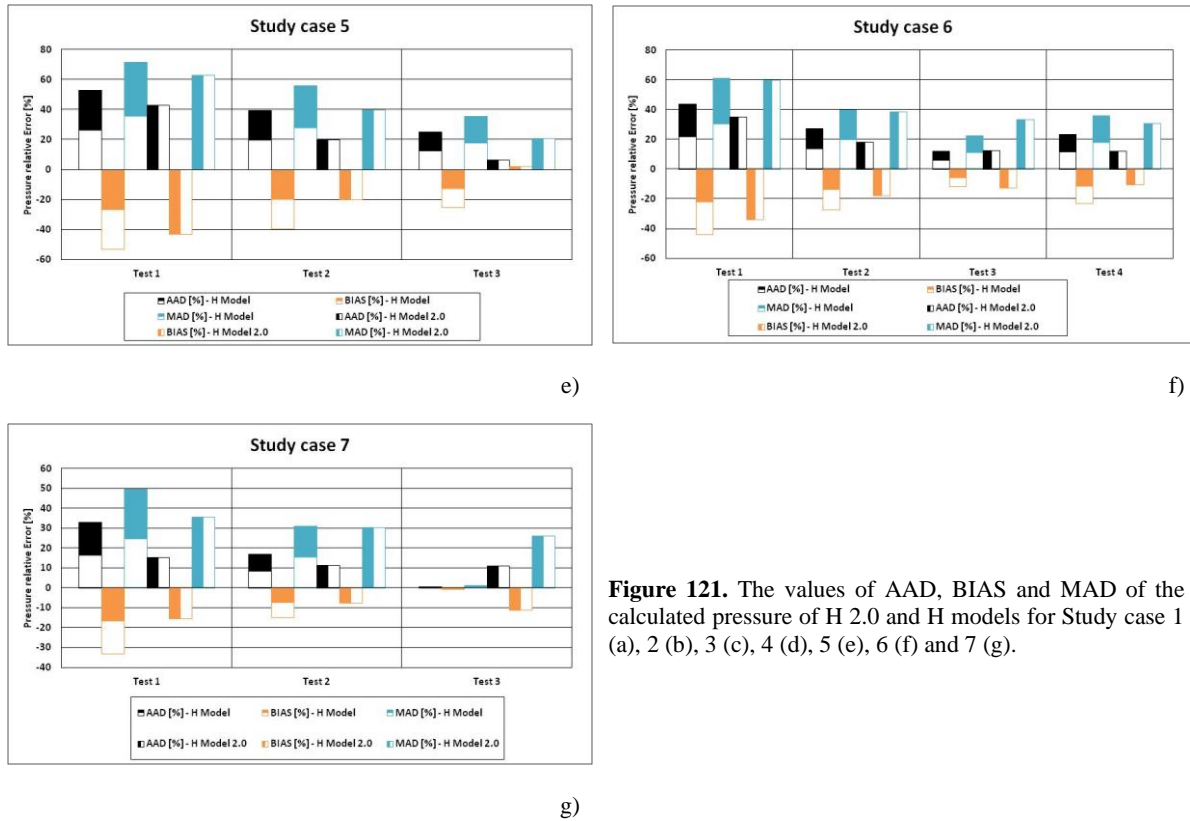 Study case 5
80
60
40
20
0
-20
-40
-60
Pressure relative Error [%]
Test 1 Test 2 Test 3
AAD [%] - H Model BIAS [%] - H Model
MAD [%] - H Model AAD [%] - H Model 2.0
BIAS [%] - H Model 2.0 MAD [%] - H Model 2.0
e)
Study case 6
80
60
40
20
0
-20
-40
-60
Pressure relative Error [%]
Test 1 Test 2 Test 3 Test 4
AAD [%] - H Model BIAS [%] - H Model
MAD [%] - H Model AAD [%] - H Model 2.0
BIAS [%] - H Model 2.0 MAD [%] - H Model 2.0
f)
Study case 7
60
50
40
30
20
10
0
-10
-20
-30
-40
Pressure relative Error [%]
Test 1 Test 2 Test 3
AAD [%] - H Model BIAS [%] - H Model MAD [%] - H Model
AAD [%] - H Model 2.0 BIAS [%] - H Model 2.0 MAD [%] - H Model 2.0
g)
Figure 121. The values of AAD, BIAS and MAD of the
calculated pressure of H 2.0 and H models for Study case 1
(a), 2 (b), 3 (c), 4 (d), 5 (e), 6 (f) and 7 (g).